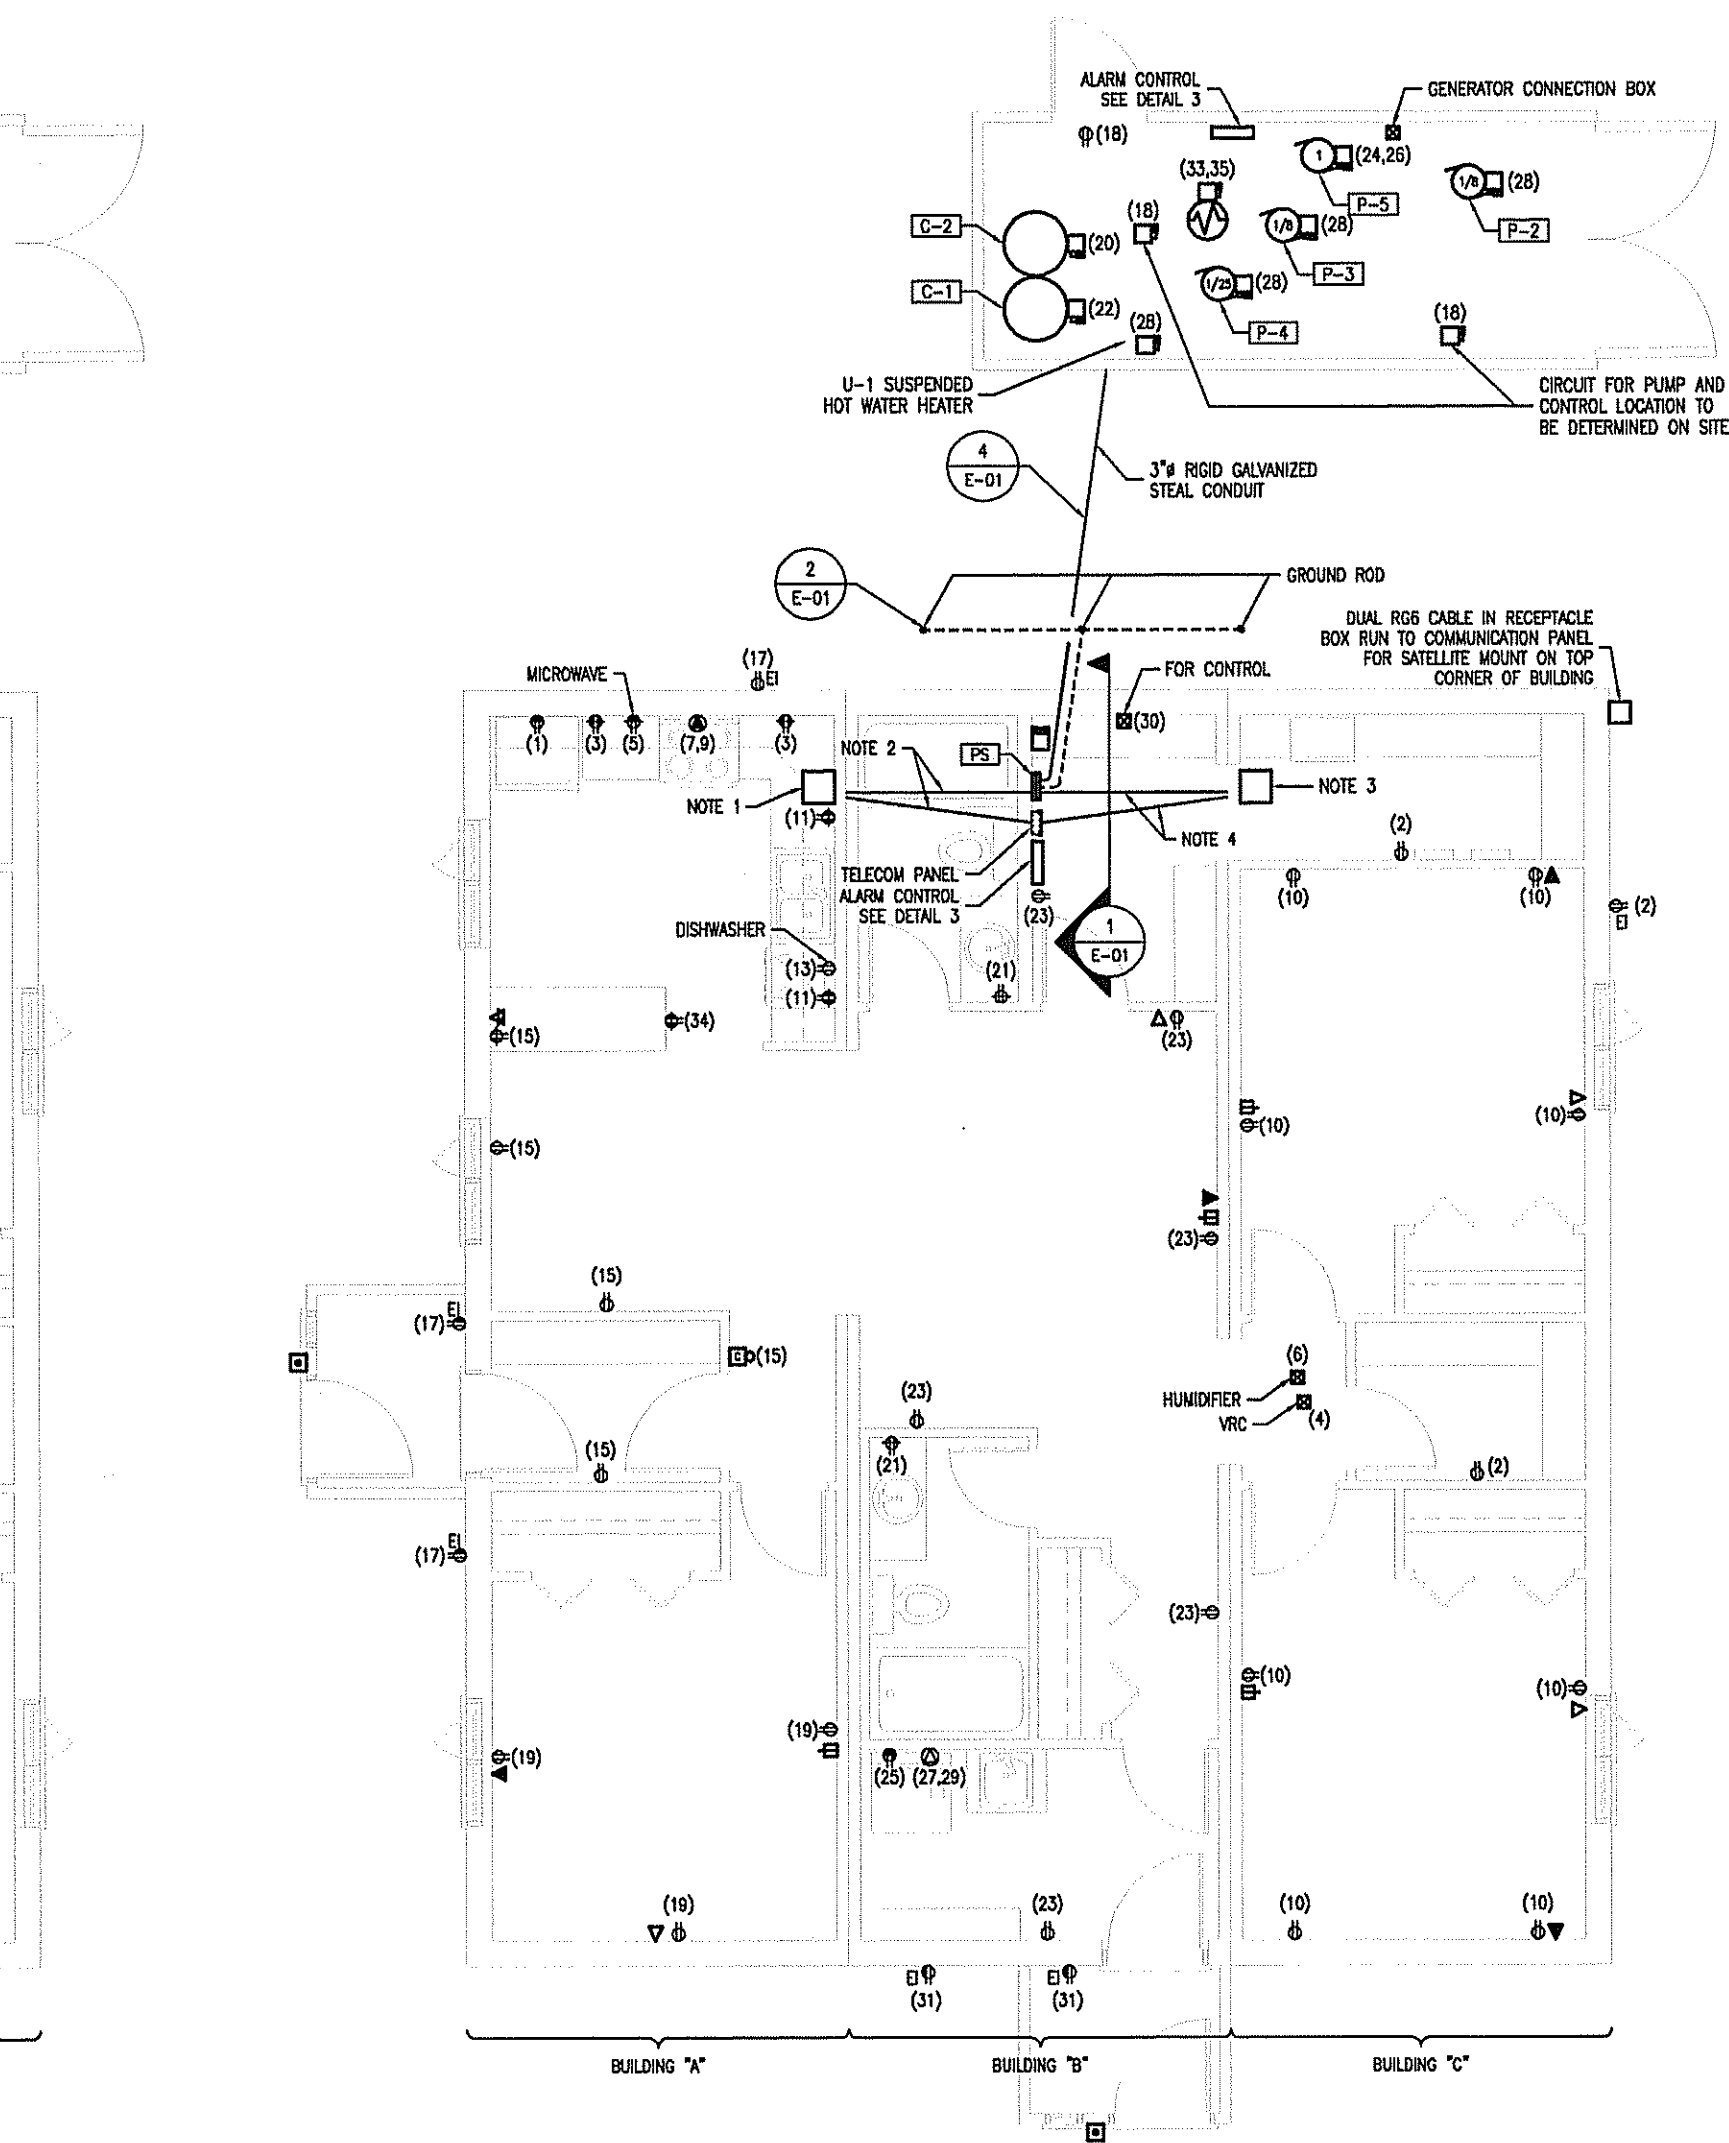 ALARM CONTROL
SEE DETAIL 3
GENERATOR CONNECTION BOX
(18)
(33,35)
1
(24,26)
P-5
1/8
(28)
P-2
C-2
(20)
(18)
1/8
(28)
P-3
C-1
(22)
1/25
(28)
P-4
(28)
(18)
U-1 SUSPENDED
HOT WATER HEATER
CIRCUIT FOR PUMP AND
CONTROL LOCATION TO
BE DETERMINED ON SITE
4
E-01
3"ø RIGID GALVANIZED
STEAL CONDUIT
2
E-01
GROUND ROD
DUAL RG6 CABLE IN RECEPTACLE
BOX RUN TO COMMUNICATION PANEL
FOR SATELLITE MOUNT ON TOP
CORNER OF BUILDING
MICROWAVE
(17)
EI
FOR CONTROL
(1)
(3)
(5)
(7,9)
(3)
(30)
NOTE 2
PS
NOTE 1
NOTE 3
(11)
NOTE 4
(2)
TELECOM PANEL
ALARM CONTROL
SEE DETAIL 3
(23)
(10)
(10)
(2)
EI
DISHWASHER
1
E-01
(13)
(21)
(11)
(15)
(34)
(23)
(10)
(10)
(15)
(23)
(15)
EI
(17)
C
(15)
(6)
HUMIDIFIER
VRC
(4)
(23)
(15)
(21)
(2)
EI
(17)
(23)
(10)
(10)
(19)
(19)
(25)
(27,29)
(19)
(23)
(10)
(10)
EI
(31)
EI
(31)
BUILDING "A"
BUILDING "B"
BUILDING "C"